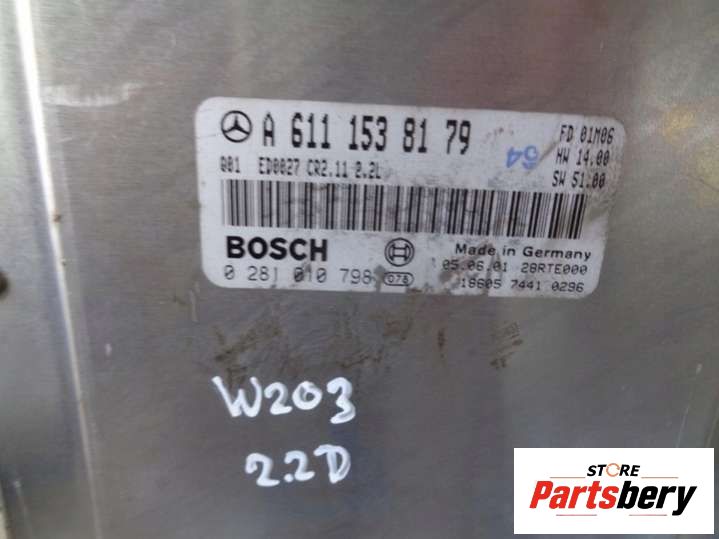 A 611 153 81 79
FD 01M06
HW 14.00
SW 51.00
54
Q01 ED0027 CR2.11 2.2L
BOSCH
Made in Germany
0 281 010 798
078
05.06.01 28RTE000
18605 7441 0296
W203
2.2D
STORE
Partsbery